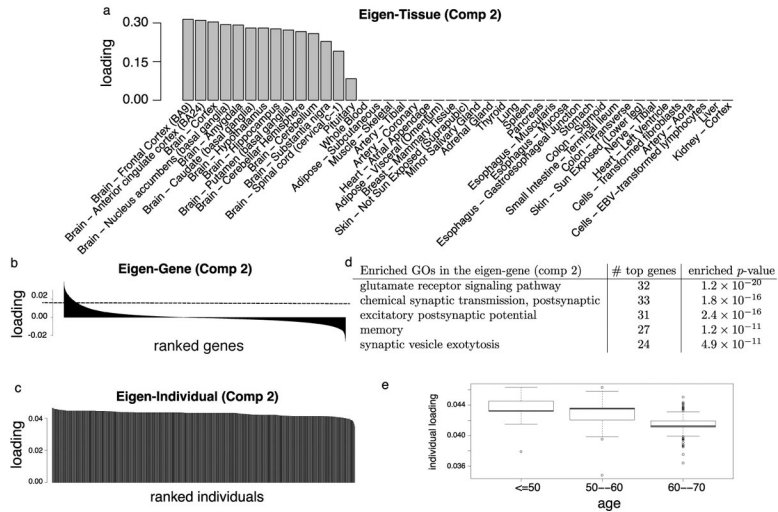 a
Eigen-Tissue (Comp 2)
loading
0.30
0.15
0.00
Brain – Frontal Cortex (BA9)
Brain – Anterior cingulate cortex (BA24)
Brain – Cortex
Brain – Nucleus accumbens (basal ganglia)
Brain – Amygdala
Brain – Caudate (basal ganglia)
Brain – Hypothalamus
Brain – Hippocampus
Brain – Putamen (basal ganglia)
Brain – Cerebellar Hemisphere
Brain – Cerebellum
Brain – Substantia nigra
Brain – Spinal cord (cervical c–1)
Pituitary
Whole Blood
Muscle – Skeletal
Adipose – Subcutaneous
Artery – Tibial
Artery – Coronary
Heart – Atrial Appendage
Adipose – Visceral (Omentum)
Breast – Mammary Tissue
Skin – Not Sun Exposed (Suprapubic)
Minor Salivary Gland
Adrenal Gland
Thyroid
Lung
Spleen
Pancreas
Esophagus – Muscularis
Esophagus – Mucosa
Esophagus – Gastroesophageal Junction
Stomach
Colon – Sigmoid
Small Intestine – Terminal Ileum
Colon – Transverse
Skin – Sun Exposed (Lower leg)
Nerve – Tibial
Heart – Left Ventricle
Cells – Transformed fibroblasts
Artery – Aorta
Cells – EBV–transformed lymphocytes
Liver
Kidney – Cortex
b
Eigen-Gene (Comp 2)
loading
0.02
0.00
-0.02
ranked genes
d
Enriched GOs in the eigen-gene (comp 2) # top genes enriched p-value
glutamate receptor signaling pathway 32 1.2 × 10⁻²⁰
chemical synaptic transmission, postsynaptic 33 1.8 × 10⁻¹⁶
excitatory postsynaptic potential 31 2.4 × 10⁻¹⁶
memory 27 1.2 × 10⁻¹¹
synaptic vesicle exotytosis 24 4.9 × 10⁻¹¹
c
Eigen-Individual (Comp 2)
loading
0.04
0.02
0.00
ranked individuals
e
individual loading
0.044
0.040
0.036
<=50
50––60
60––70
age